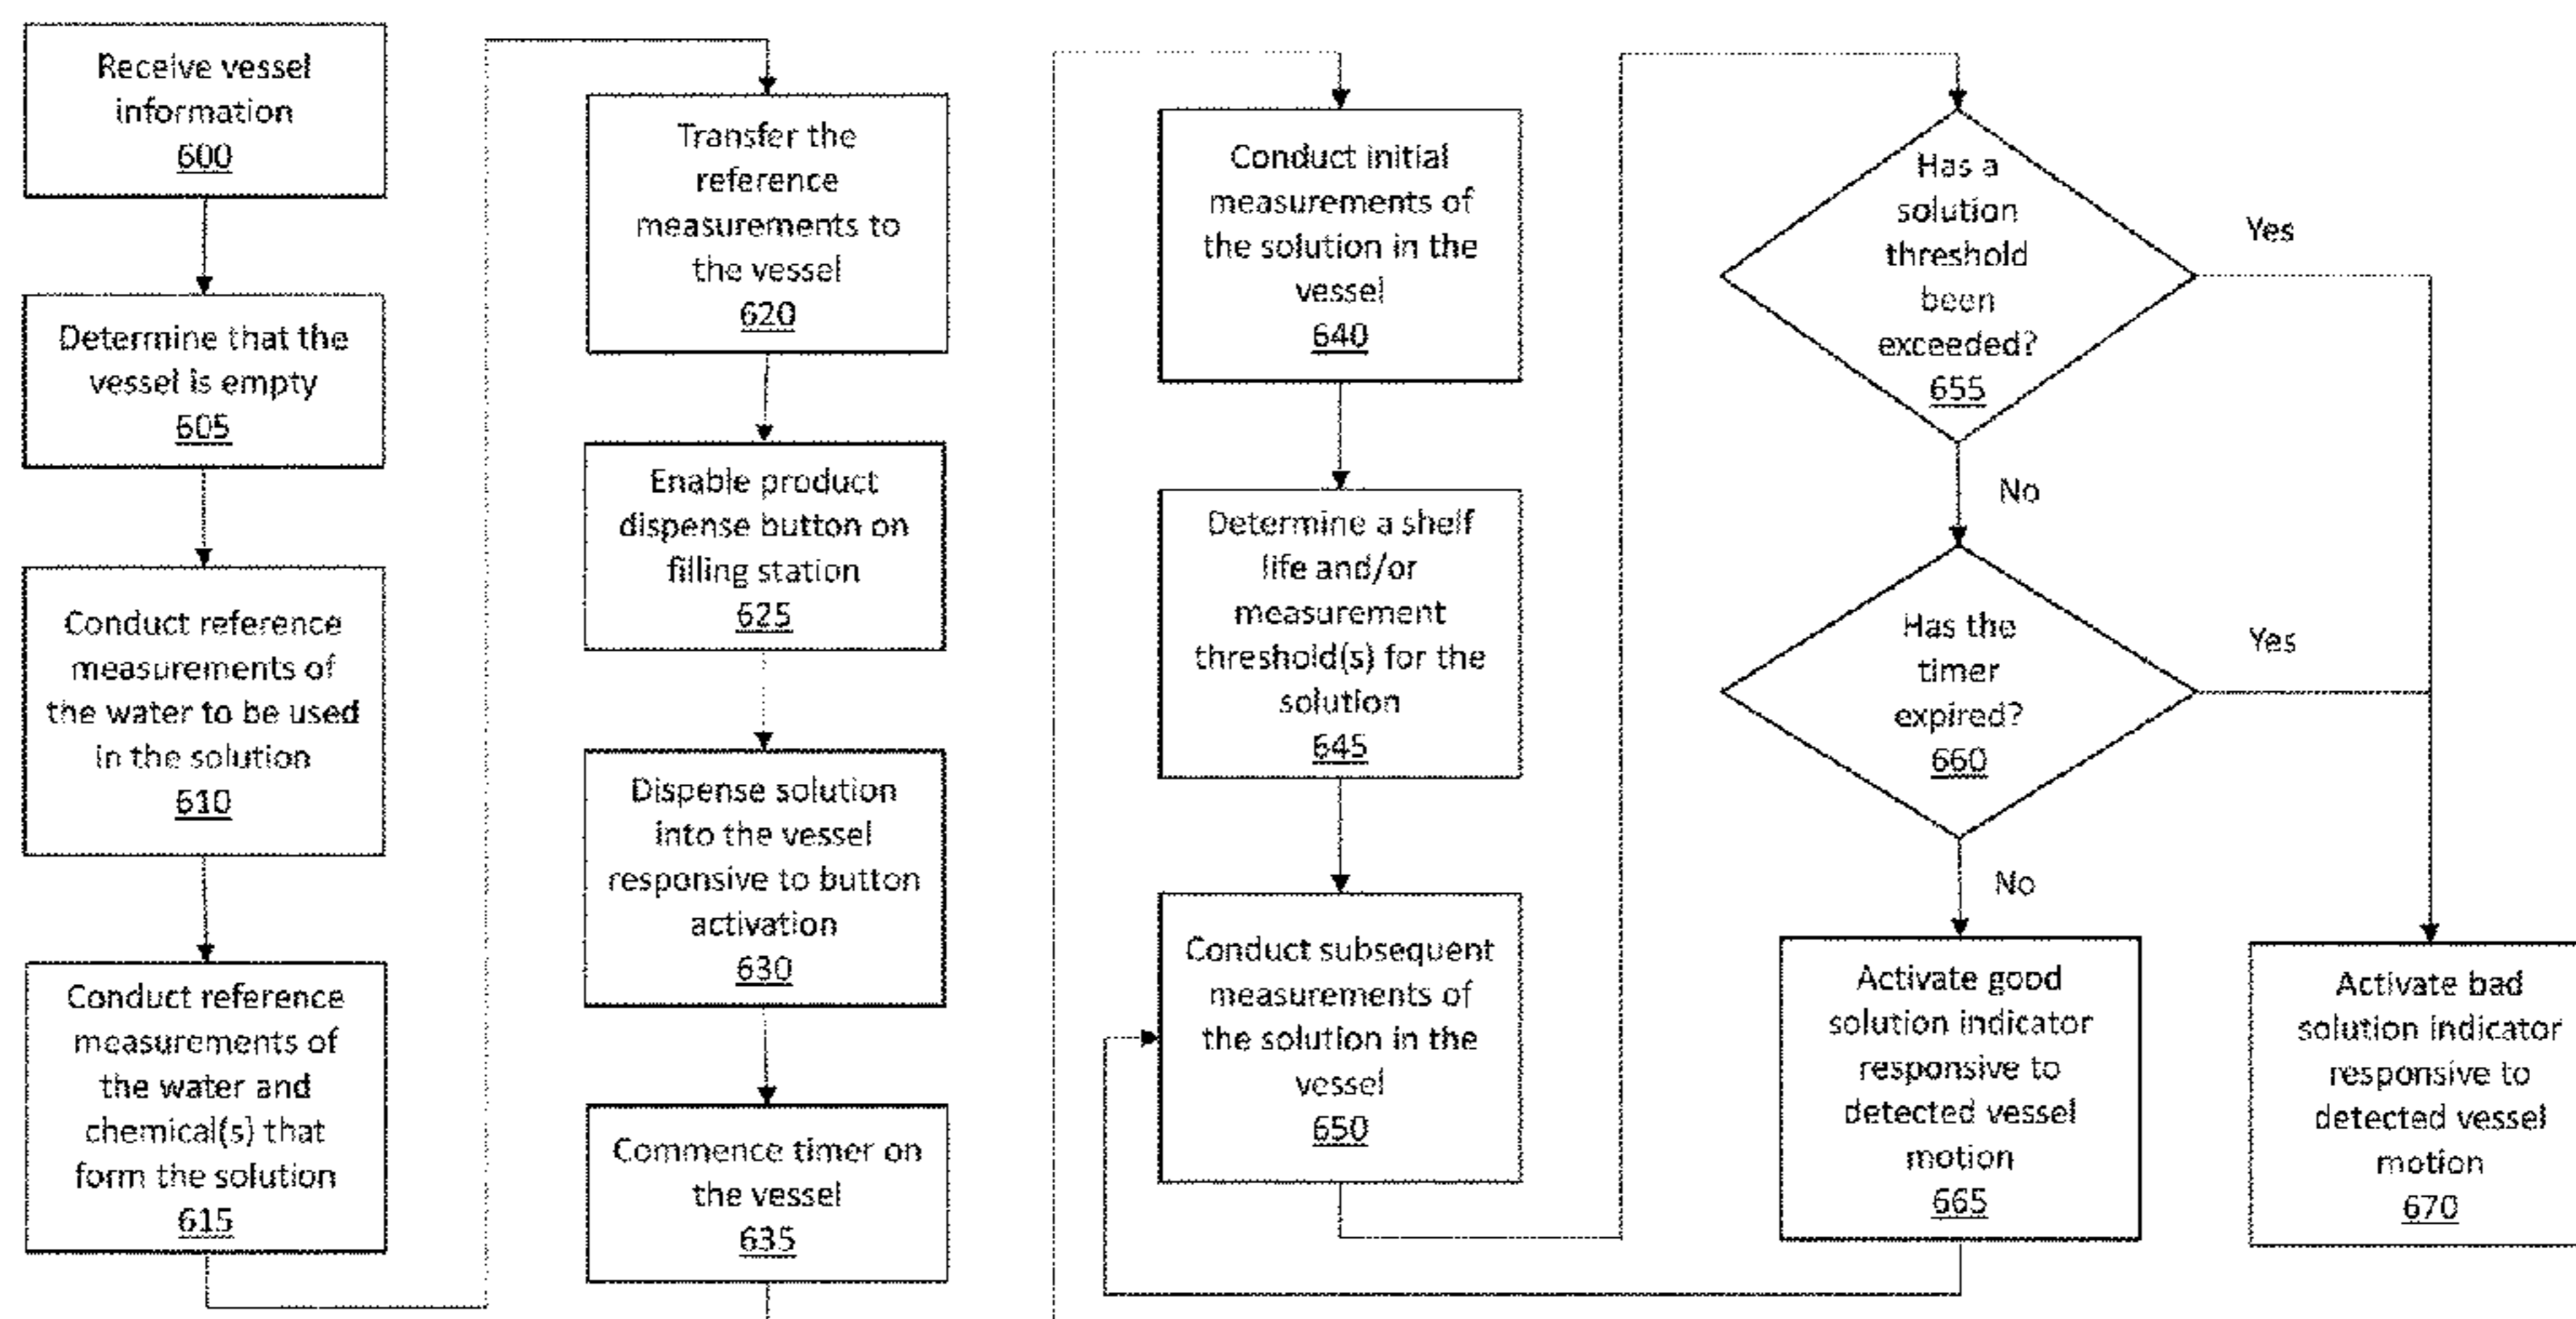 Receive vessel
information
600
Determine that the
vessel is empty
605
Conduct reference
measurements of
the water to be used
in the solution
610
Conduct reference
measurements of
the water and
chemical(s) that
form the solution
615
Transfer the
reference
measurements to
the vessel
620
Enable product
dispense button on
filling station
625
Dispense solution
into the vessel
responsive to button
activation
630
Commence timer on
the vessel
635
Conduct initial
measurements of
the solution in the
vessel
640
Determine a shelf
life and/or
measurement
threshold(s) for the
solution
645
Conduct subsequent
measurements of
the solution in the
vessel
650
Has a
solution
threshold
been
exceeded?
655
Yes
No
Has the
timer
expired?
660
Yes
No
Activate good
solution indicator
responsive to
detected vessel
motion
665
Activate bad
solution indicator
responsive to
detected vessel
motion
670